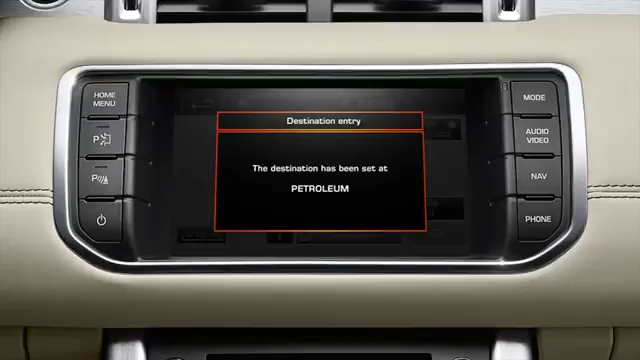 HOME
MENU
MODE
Destination entry
P
AUDIO
VIDEO
The destination has been set at
PETROLEUM
P
NAV
PHONE